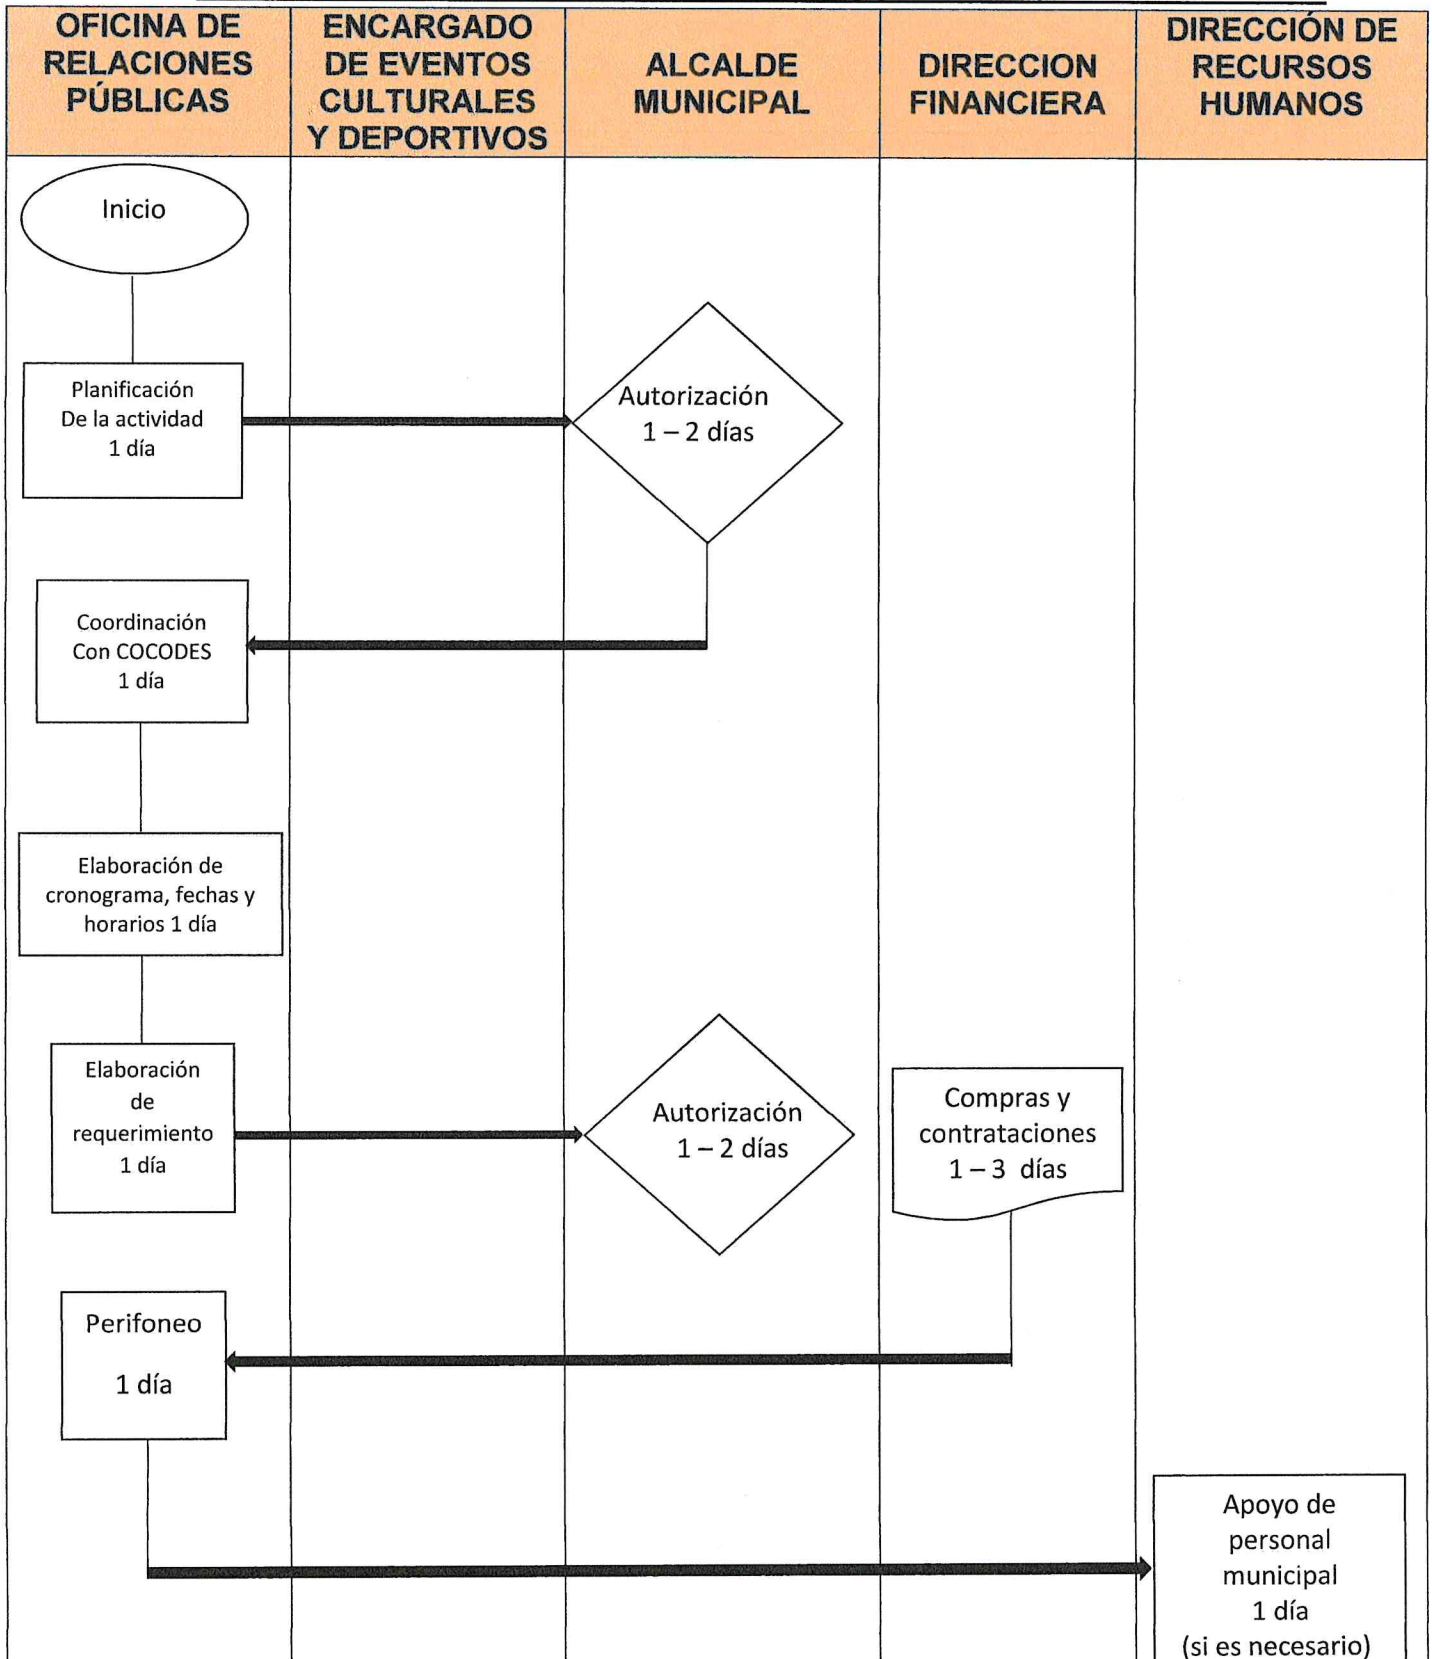 OFICINA DE
RELACIONES
PÚBLICAS
ENCARGADO
DE EVENTOS
CULTURALES
Y DEPORTIVOS
ALCALDE
MUNICIPAL
DIRECCION
FINANCIERA
DIRECCIÓN DE
RECURSOS
HUMANOS
Inicio
Planificación
De la actividad
1 día
Autorización
1 – 2 días
Coordinación
Con COCODES
1 día
Elaboración de
cronograma, fechas y
horarios 1 día
Elaboración
de
requerimiento
1 día
Autorización
1 – 2 días
Compras y
contrataciones
1 – 3 días
Perifoneo
1 día
Apoyo de
personal
municipal
1 día
(si es necesario)